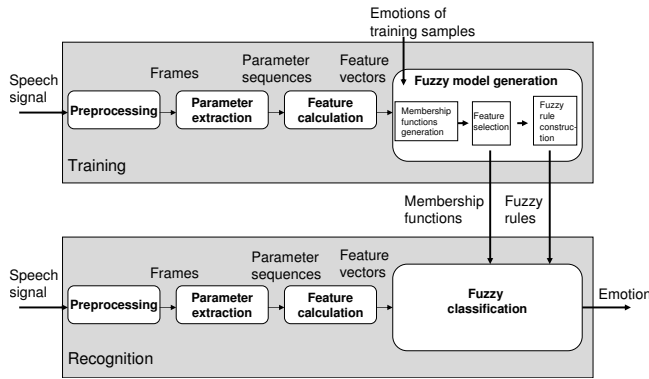 Emotions of
training samples
Speech
signal
Frames
Parameter
sequences
Feature
vectors
Preprocessing
Parameter
extraction
Feature
calculation
Fuzzy model generation
Membership
functions
generation
Feature
selection
Fuzzy
rule
construc-
tion
Training
Membership
functions
Fuzzy
rules
Speech
signal
Frames
Parameter
sequences
Feature
vectors
Preprocessing
Parameter
extraction
Feature
calculation
Fuzzy
classification
Emotion
Recognition